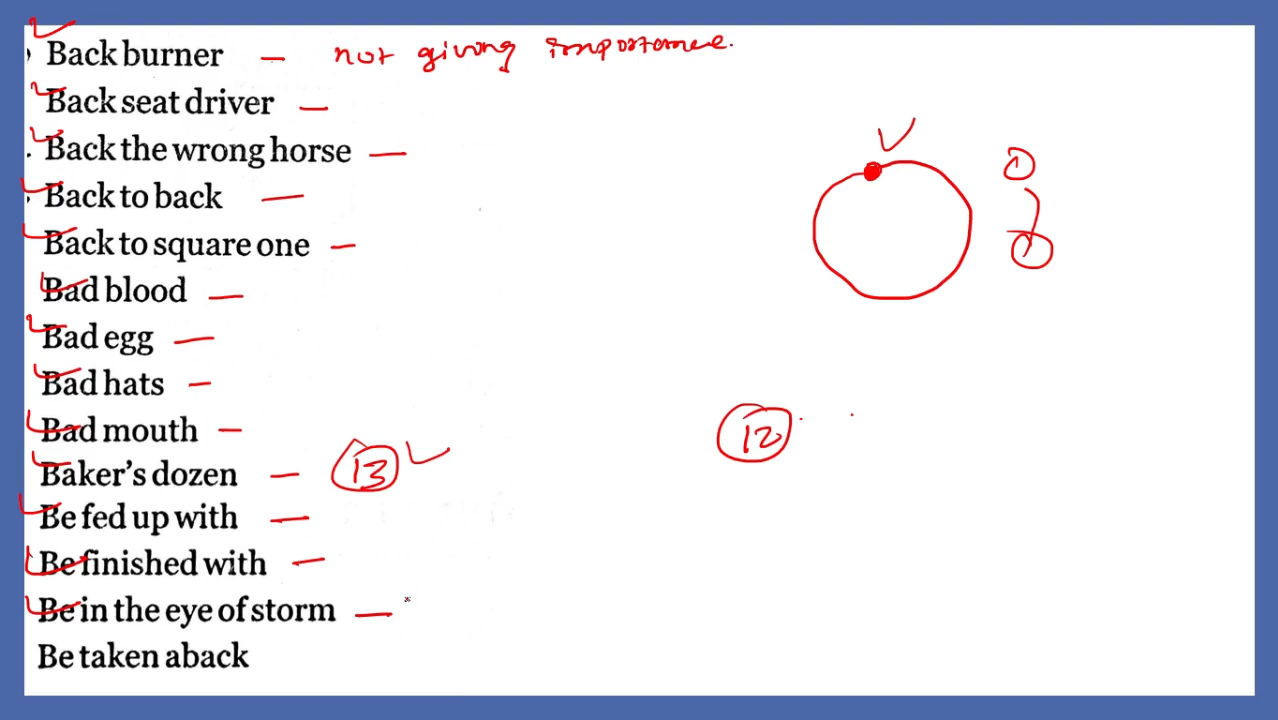 Back burner — not giving importance.
Back seat driver —
Back the wrong horse —
Back to back —
Back to square one —
Bad blood —
Bad egg —
Bad hats —
Bad mouth —
12
Baker's dozen — 13
Be fed up with —
Be finished with —
Be in the eye of storm —
Be taken aback